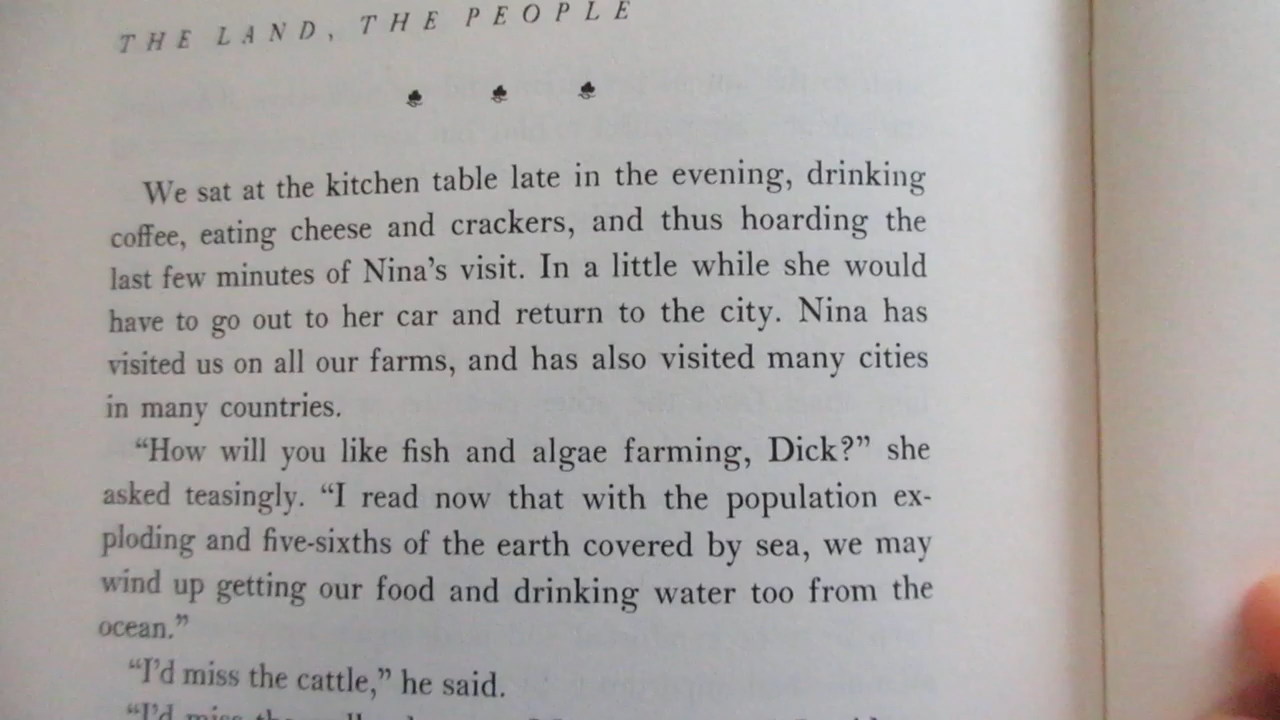 THE LAND, THE PEOPLE
We sat at the kitchen table late in the evening, drinking
coffee, eating cheese and crackers, and thus hoarding the
last few minutes of Nina's visit. In a little while she would
have to go out to her car and return to the city. Nina has
visited us on all our farms, and has also visited many cities
in many countries.
“How will you like fish and algae farming, Dick?” she
asked teasingly. “I read now that with the population ex-
ploding and five-sixths of the earth covered by sea, we may
wind up getting our food and drinking water too from the
ocean.”
“I'd miss the cattle,” he said.
“I'd miss the